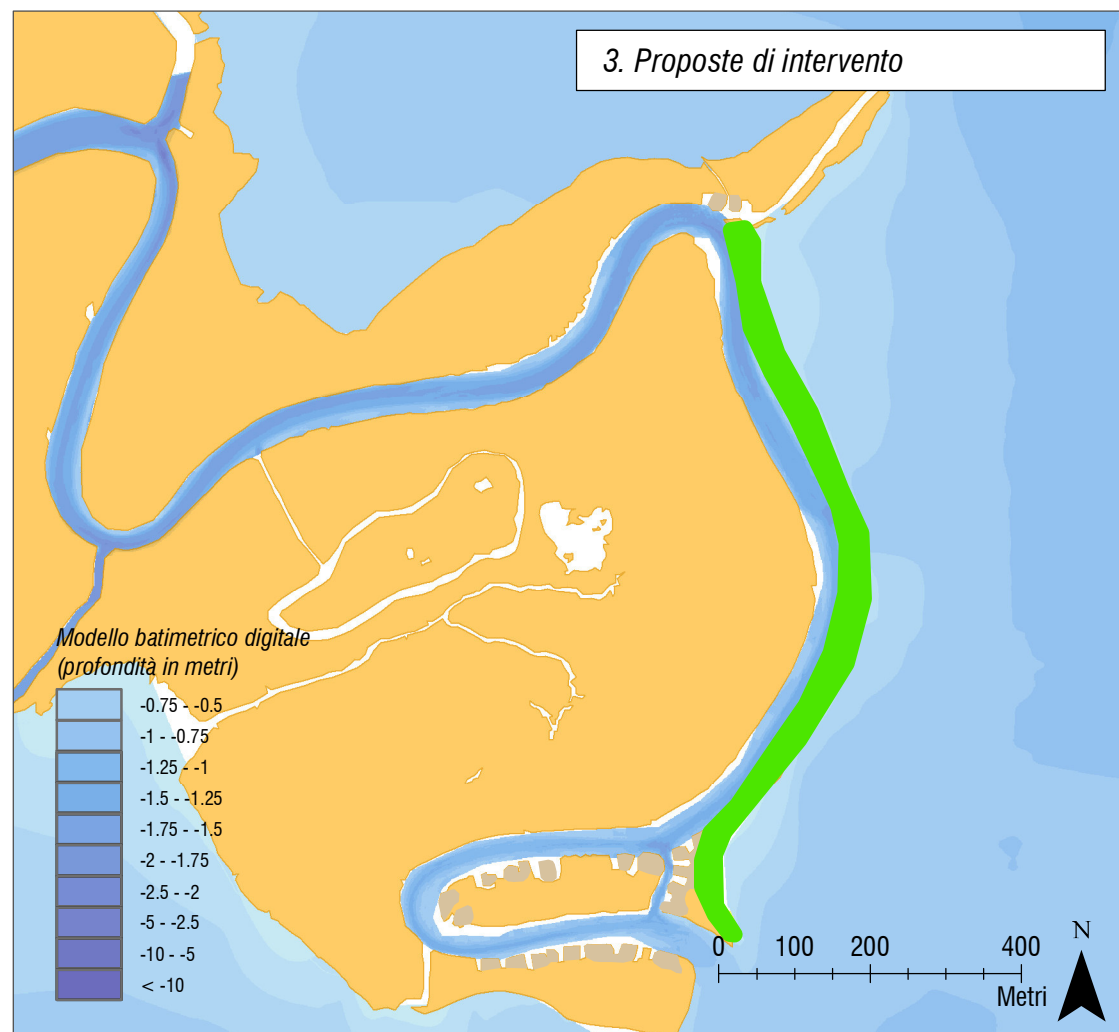 3. Proposte di intervento
Modello batimetrico digitale
(profondità in metri)
-0.75 - -0.5
-1 - -0.75
-1.25 - -1
-1.5 - -1.25
-1.75 - -1.5
-2 - -1.75
-2.5 - -2
-5 - -2.5
-10 - -5
< -10
0 100 200 400
Metri
N